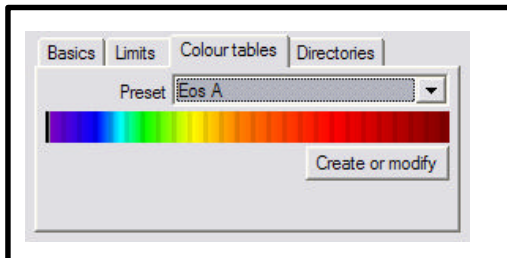 Basics Limits Colour tables Directories
Preset Eos A
Create or modify